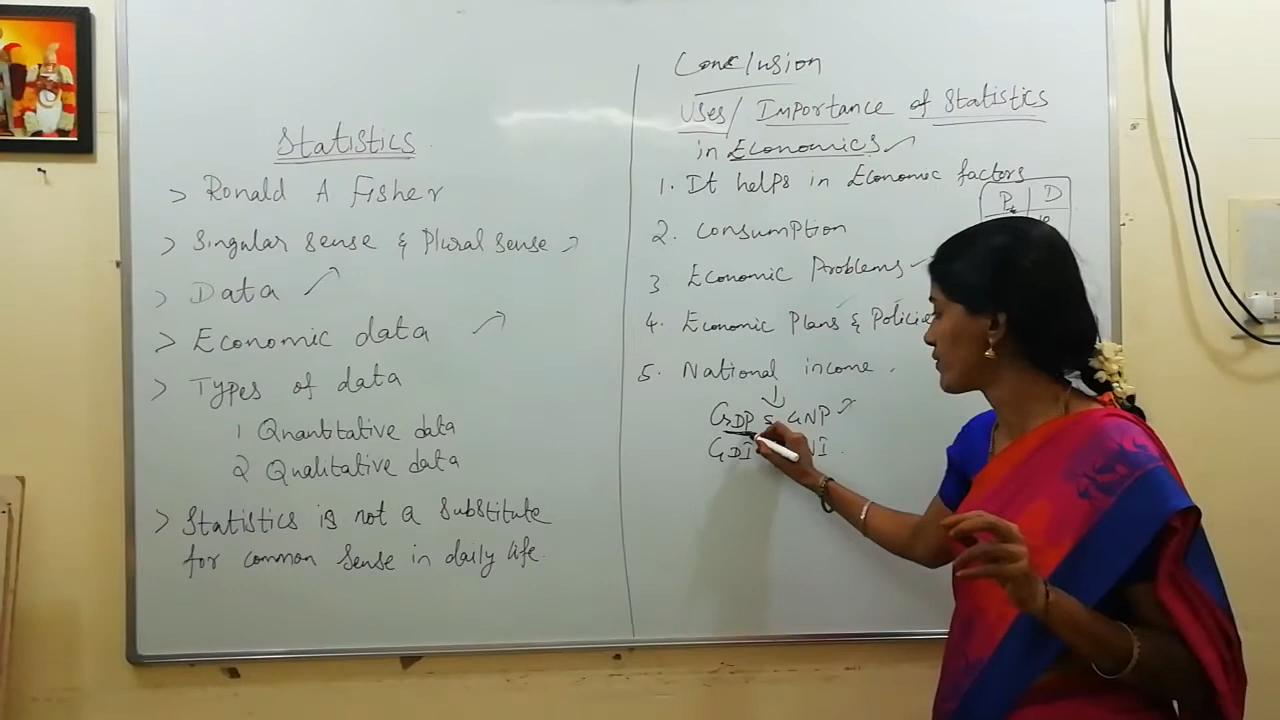 Statistics
> Ronald A Fisher
> Singular sense & Plural sense
> Data
> Economic data
> Types of data
1 Quantitative data
2 Qualitative data
> Statistics is not a substitute
for common sense in daily life.
Conclusion
Uses/ Importance of Statistics
in Economics
1. It helps in Economic factors
P D
2. Consumption
3 Economic Problems
4. Economic Plans & Policie
5. National income.
GDP & GNP
GDI NI.